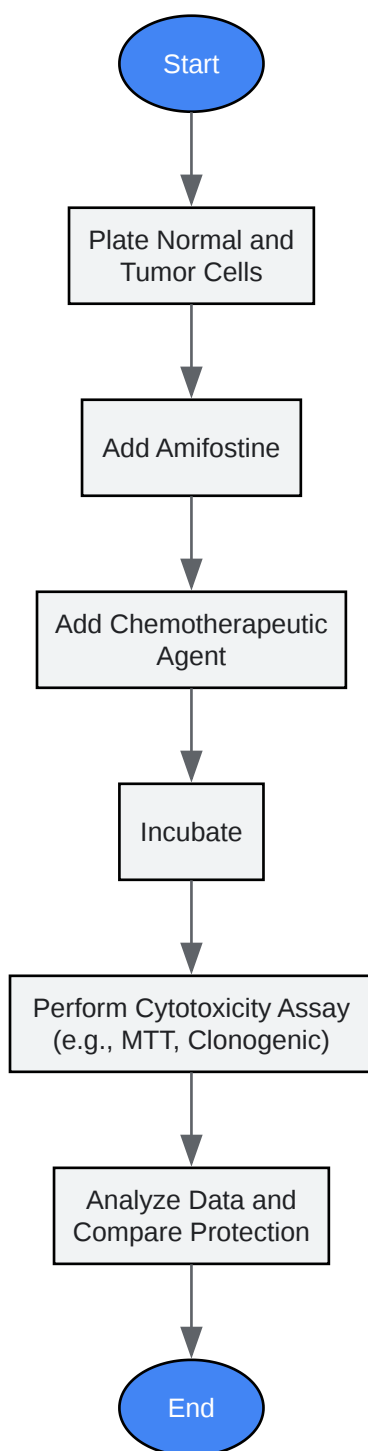 Start
Plate Normal and
Tumor Cells
Add Amifostine
Add Chemotherapeutic
Agent
Incubate
Perform Cytotoxicity Assay
(e.g., MTT, Clonogenic)
Analyze Data and
Compare Protection
End